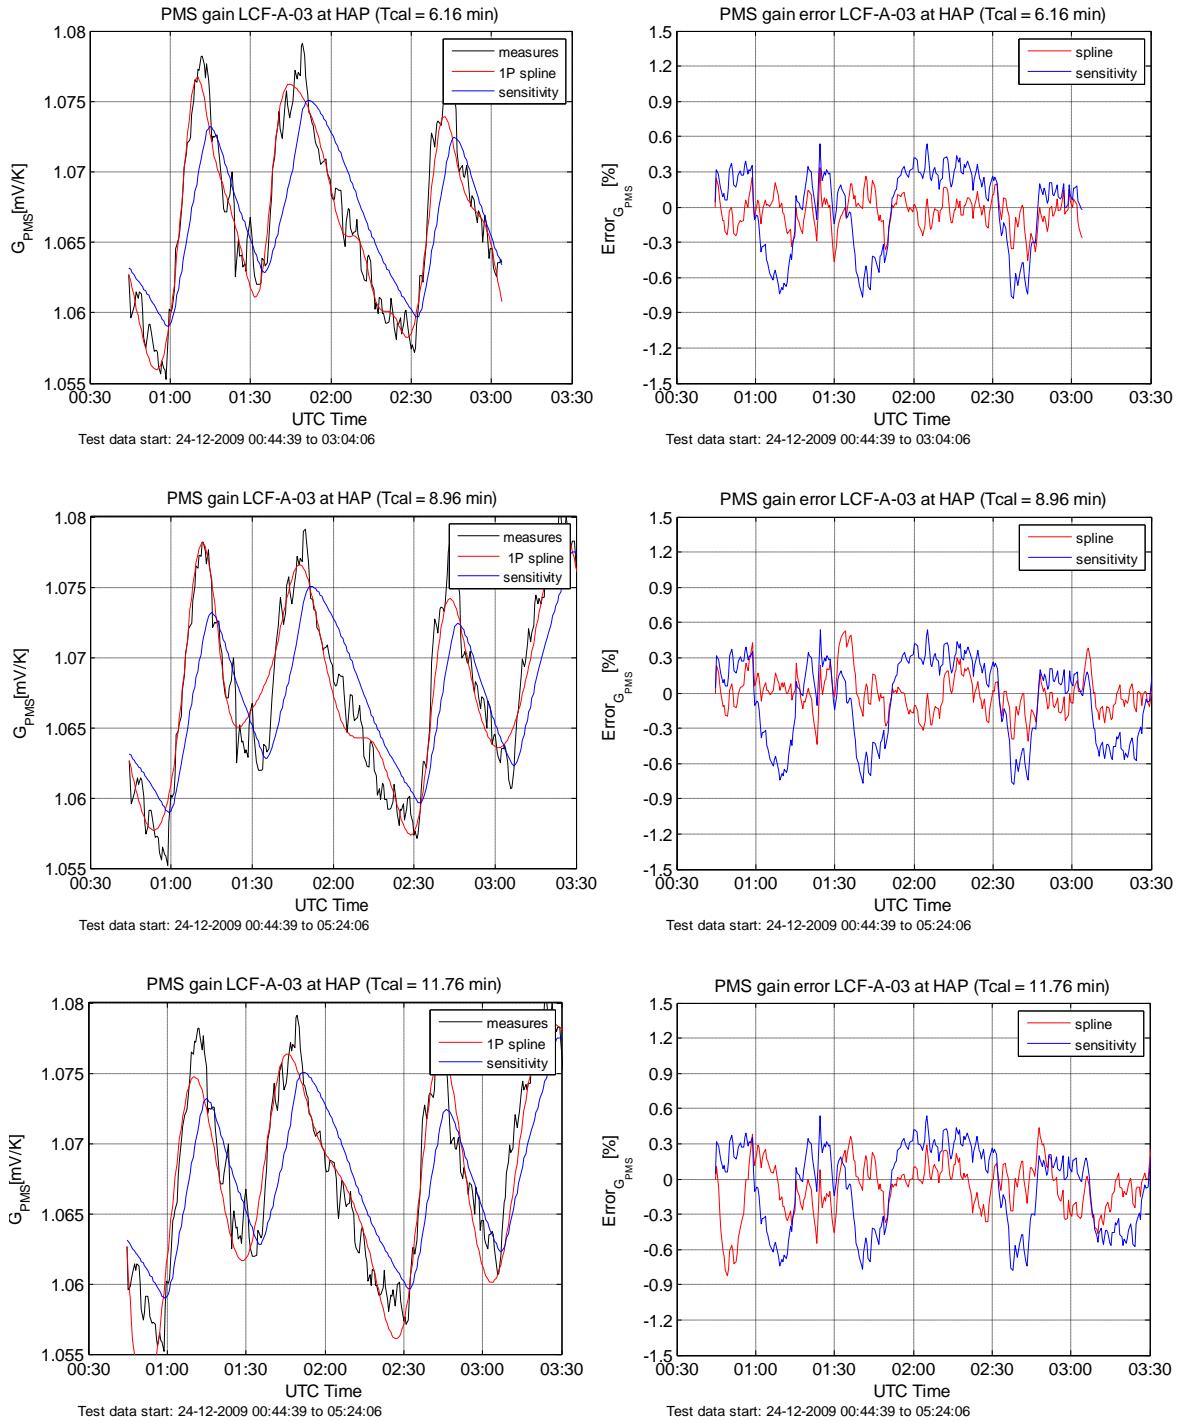 PMS gain LCF-A-03 at HAP (Tcal = 6.16 min)
1.08
1.075
1.07
1.065
1.06
1.055
G_PMS[mV/K]
measures
1P spline
sensitivity
00:30 01:00 01:30 02:00 02:30 03:00 03:30
UTC Time
Test data start: 24-12-2009 00:44:39 to 03:04:06
PMS gain error LCF-A-03 at HAP (Tcal = 6.16 min)
1.5
1.2
0.9
0.6
0.3
0
-0.3
-0.6
-0.9
-1.2
-1.5
Error_G_PMS [%]
spline
sensitivity
00:30 01:00 01:30 02:00 02:30 03:00 03:30
UTC Time
Test data start: 24-12-2009 00:44:39 to 03:04:06
PMS gain LCF-A-03 at HAP (Tcal = 8.96 min)
1.08
1.075
1.07
1.065
1.06
1.055
G_PMS[mV/K]
measures
1P spline
sensitivity
00:30 01:00 01:30 02:00 02:30 03:00 03:30
UTC Time
Test data start: 24-12-2009 00:44:39 to 05:24:06
PMS gain error LCF-A-03 at HAP (Tcal = 8.96 min)
1.5
1.2
0.9
0.6
0.3
0
-0.3
-0.6
-0.9
-1.2
-1.5
Error_G_PMS [%]
spline
sensitivity
00:30 01:00 01:30 02:00 02:30 03:00 03:30
UTC Time
Test data start: 24-12-2009 00:44:39 to 05:24:06
PMS gain LCF-A-03 at HAP (Tcal = 11.76 min)
1.08
1.075
1.07
1.065
1.06
1.055
G_PMS[mV/K]
measures
1P spline
sensitivity
00:30 01:00 01:30 02:00 02:30 03:00 03:30
UTC Time
Test data start: 24-12-2009 00:44:39 to 05:24:06
PMS gain error LCF-A-03 at HAP (Tcal = 11.76 min)
1.5
1.2
0.9
0.6
0.3
0
-0.3
-0.6
-0.9
-1.2
-1.5
Error_G_PMS [%]
spline
sensitivity
00:30 01:00 01:30 02:00 02:30 03:00 03:30
UTC Time
Test data start: 24-12-2009 00:44:39 to 05:24:06